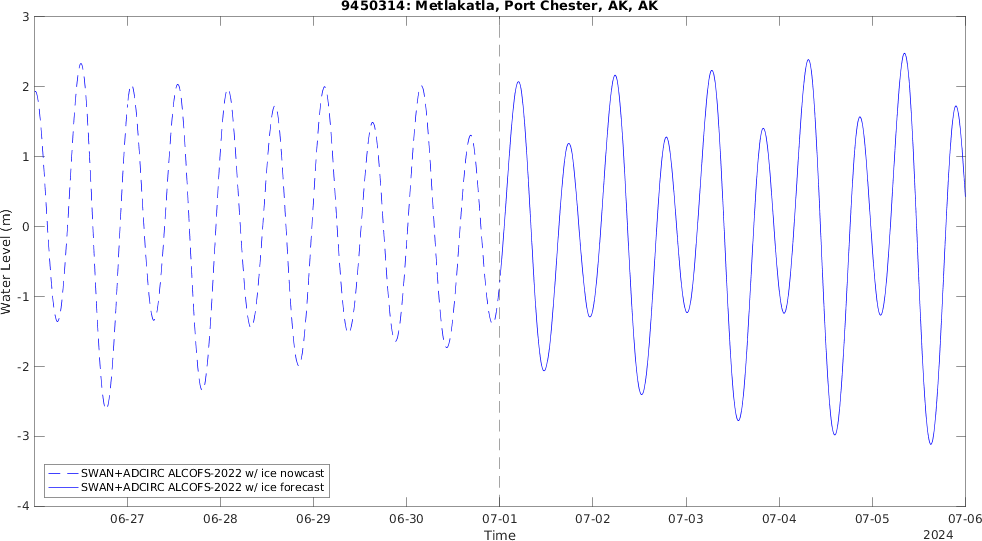 9450314: Metlakatla, Port Chester, AK, AK
3
2
1
0
-1
-2
-3
-4
Water Level (m)
SWAN+ADCIRC ALCOFS-2022 w/ ice nowcast
SWAN+ADCIRC ALCOFS-2022 w/ ice forecast
06-27 06-28 06-29 06-30 07-01 07-02 07-03 07-04 07-05 07-06
Time
2024